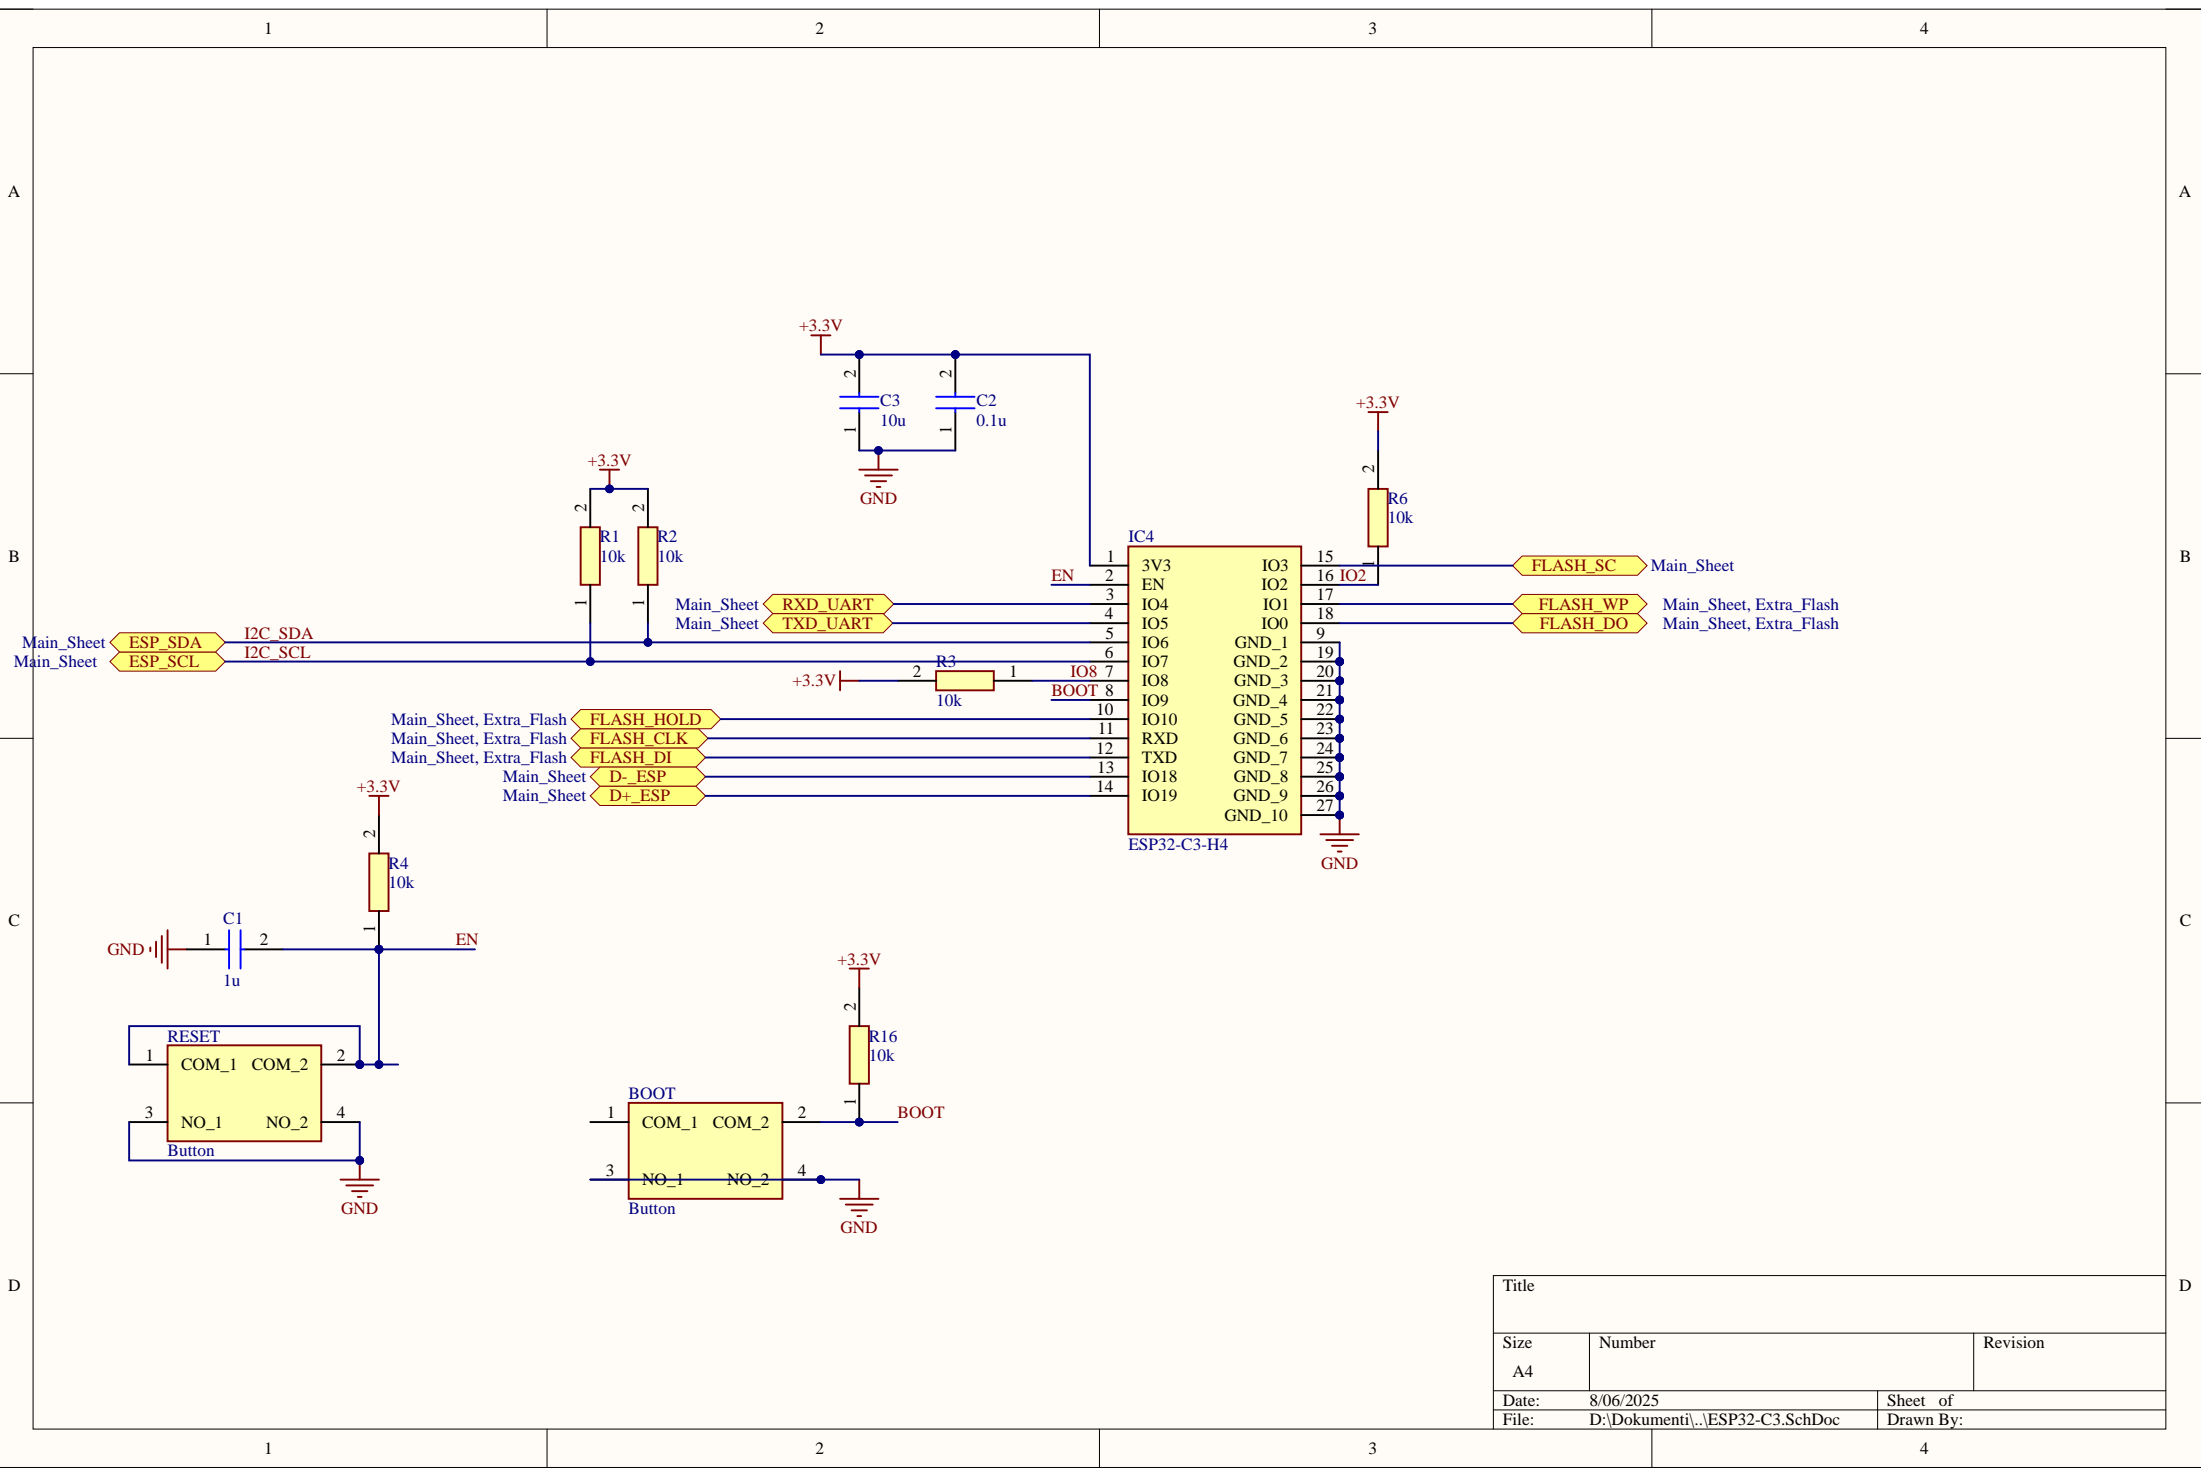 1 2 3 4
A A
+3.3V
2 2
C3 C2
10u 0.1u
1 1
GND
+3.3V
2
R6
10k
1
+3.3V
2 2
R1 R2
10k 10k
1 1
B B
IC4
1 3V3 IO3 15 FLASH_SC Main_Sheet
EN 2 EN IO2 16 IO2
Main_Sheet RXD_UART 3 IO4 IO1 17 FLASH_WP Main_Sheet, Extra_Flash
Main_Sheet TXD_UART 4 IO5 IO0 18 FLASH_DO Main_Sheet, Extra_Flash
Main_Sheet ESP_SDA I2C_SDA 5 IO6 GND_1 9
Main_Sheet ESP_SCL I2C_SCL 6 IO7 GND_2 19
+3.3V 2 R3 1 IO8 7 IO8 GND_3 20
10k BOOT 8 IO9 GND_4 21
Main_Sheet, Extra_Flash FLASH_HOLD 10 IO10 GND_5 22
Main_Sheet, Extra_Flash FLASH_CLK 11 RXD GND_6 23
Main_Sheet, Extra_Flash FLASH_DI 12 TXD GND_7 24
Main_Sheet D-_ESP 13 IO18 GND_8 25
Main_Sheet D+_ESP 14 IO19 GND_9 26
GND_10 27
ESP32-C3-H4
GND
+3.3V
2
R4
10k
1
C C
C1
GND 1 2 EN
1u
RESET
1 COM_1 COM_2 2
3 NO_1 NO_2 4
Button
GND
+3.3V
2
R16
10k
1
BOOT
1 COM_1 COM_2 2 BOOT
3 NO_1 NO_2 4
Button
GND
D D
Title
Size Number Revision
A4
Date: 8/06/2025 Sheet of
File: D:\Dokumenti\..\ESP32-C3.SchDoc Drawn By:
1 2 3 4